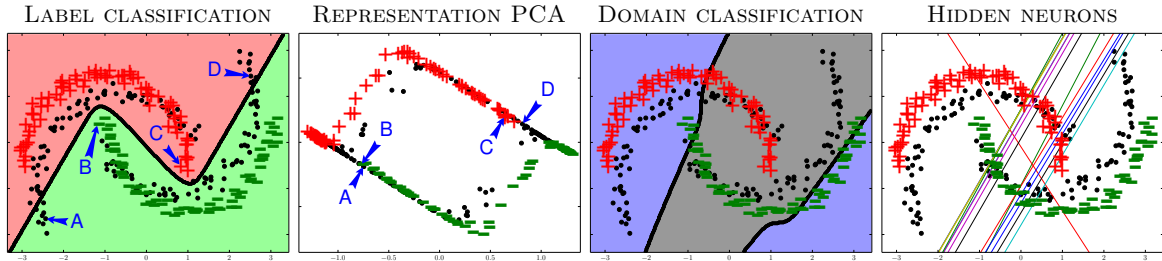 LABEL CLASSIFICATION
REPRESENTATION PCA
DOMAIN CLASSIFICATION
HIDDEN NEURONS
A
B
C
D
−3 −2 −1 0 1 2 3
A
B
C
D
−1.0 −0.5 0.0 0.5 1.0
−3 −2 −1 0 1 2 3
−3 −2 −1 0 1 2 3